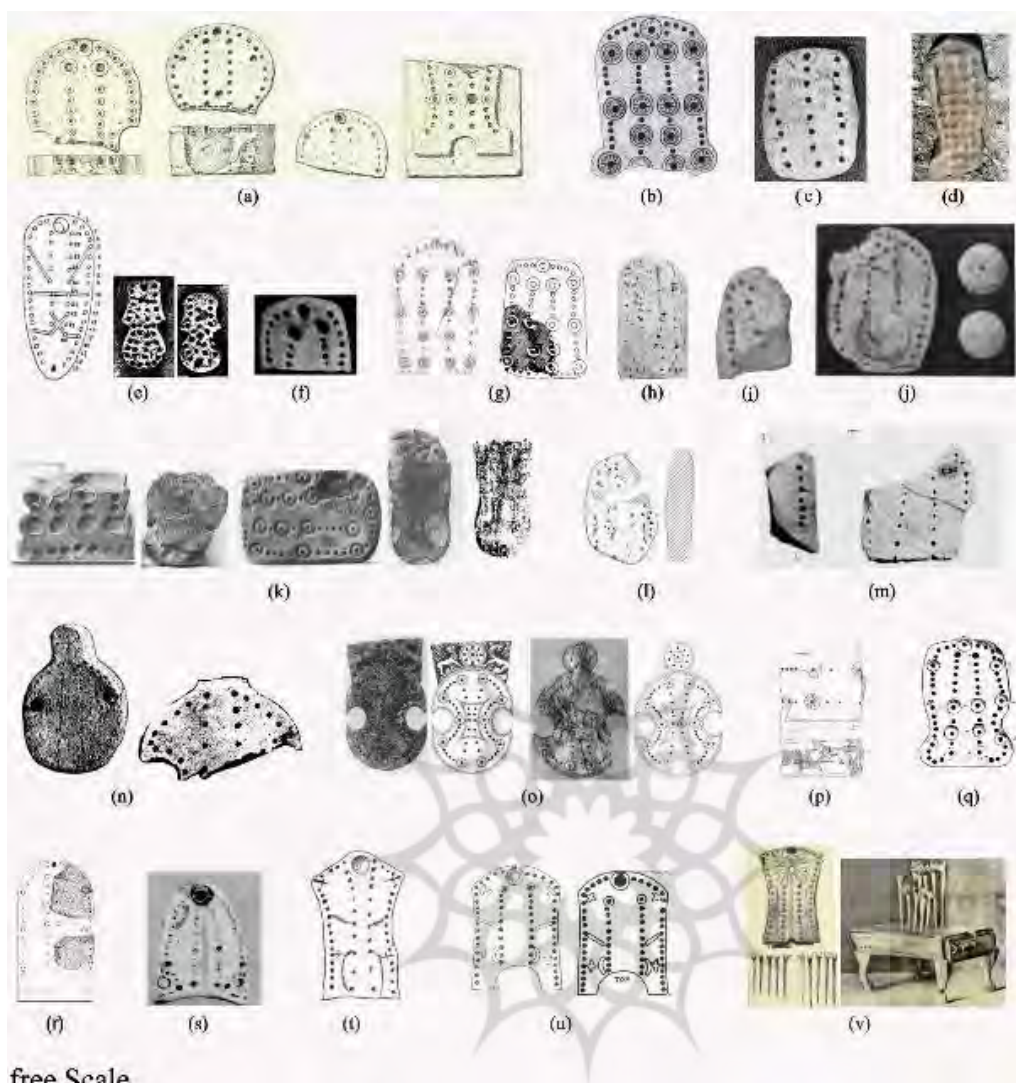 (a) (b) (c) (d)
(e) (f) (g) (h) (i) (j)
(k) (l) (m)
(n) (o) (p) (q)
(r) (s) (t) (u) (v)
free Scale